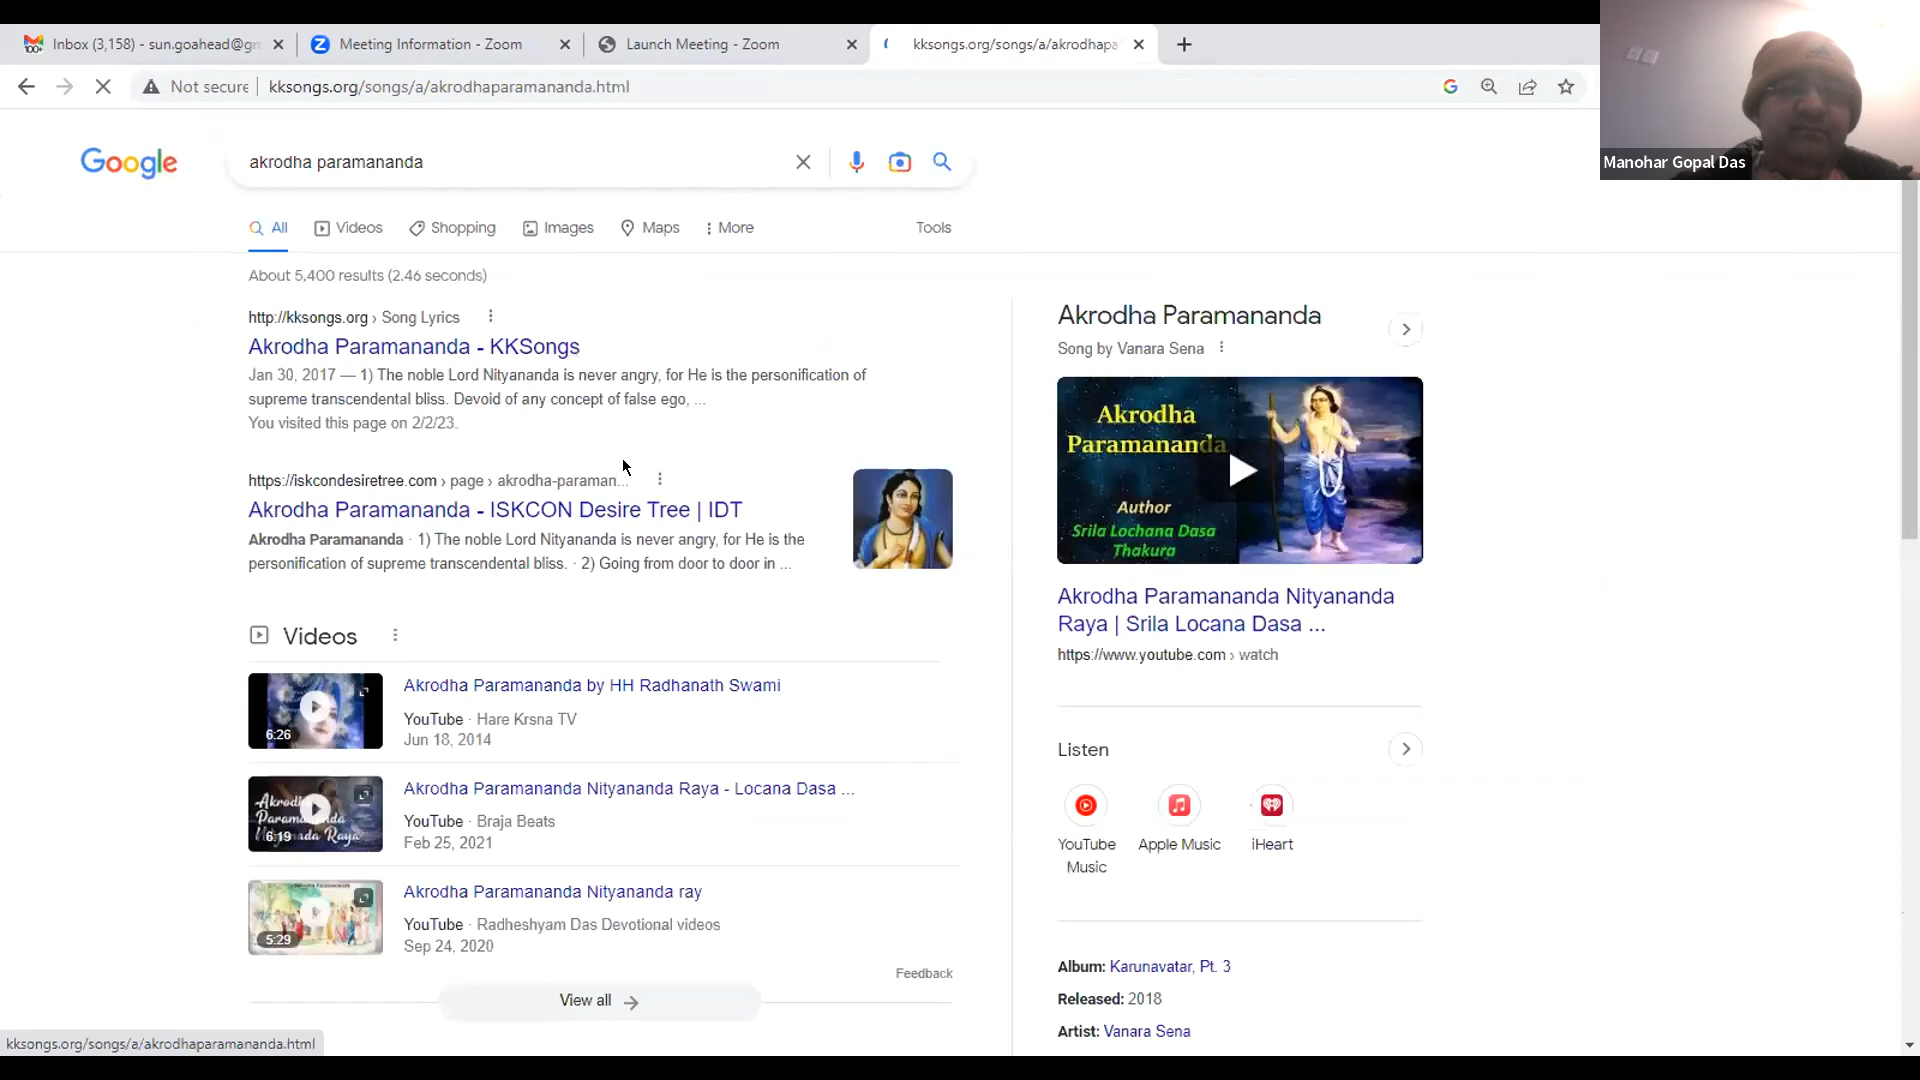 Inbox (3,158) - sun.goahead@gm
Meeting Information - Zoom
Launch Meeting - Zoom
kksongs.org/songs/a/akrodhapa
Not secure
kksongs.org/songs/a/akrodhaparamananda.html
Manohar Gopal Das
Google
akrodha paramananda
All
Videos
Shopping
Images
Maps
More
Tools
About 5,400 results (2.46 seconds)
http://kksongs.org › Song Lyrics
Akrodha Paramananda - KKSongs
Jan 30, 2017 — 1) The noble Lord Nityananda is never angry, for He is the personification of
supreme transcendental bliss. Devoid of any concept of false ego, ...
You visited this page on 2/2/23.
https://iskcondesiretree.com › page › akrodha-paraman...
Akrodha Paramananda - ISKCON Desire Tree | IDT
Akrodha Paramananda · 1) The noble Lord Nityananda is never angry, for He is the
personification of supreme transcendental bliss. · 2) Going from door to door in ...
Videos
6:26
Akrodha Paramananda by HH Radhanath Swami
YouTube · Hare Krsna TV
Jun 18, 2014
Akrodha
Paramananda
Nityananda Raya
6:19
Akrodha Paramananda Nityananda Raya - Locana Dasa ...
YouTube · Braja Beats
Feb 25, 2021
5:29
Akrodha Paramananda Nityananda ray
YouTube · Radheshyam Das Devotional videos
Sep 24, 2020
Feedback
View all
Akrodha Paramananda
Song by Vanara Sena
Akrodha
Paramananda
Author
Srila Lochana Dasa
Thakura
Akrodha Paramananda Nityananda
Raya | Srila Locana Dasa ...
https://www.youtube.com › watch
Listen
YouTube
Music
Apple Music
iHeart
Album: Karunavatar, Pt. 3
Released: 2018
Artist: Vanara Sena
kksongs.org/songs/a/akrodhaparamananda.html